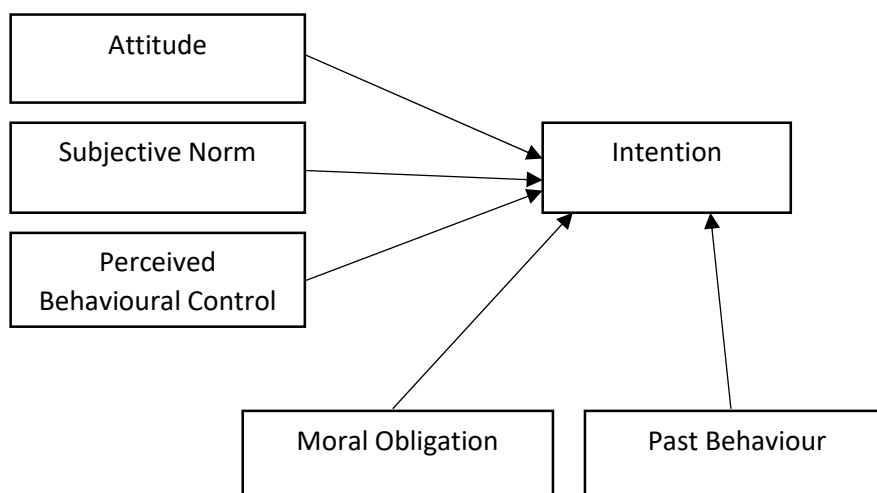 Attitude
Subjective Norm
Intention
Perceived
Behavioural Control
Moral Obligation
Past Behaviour